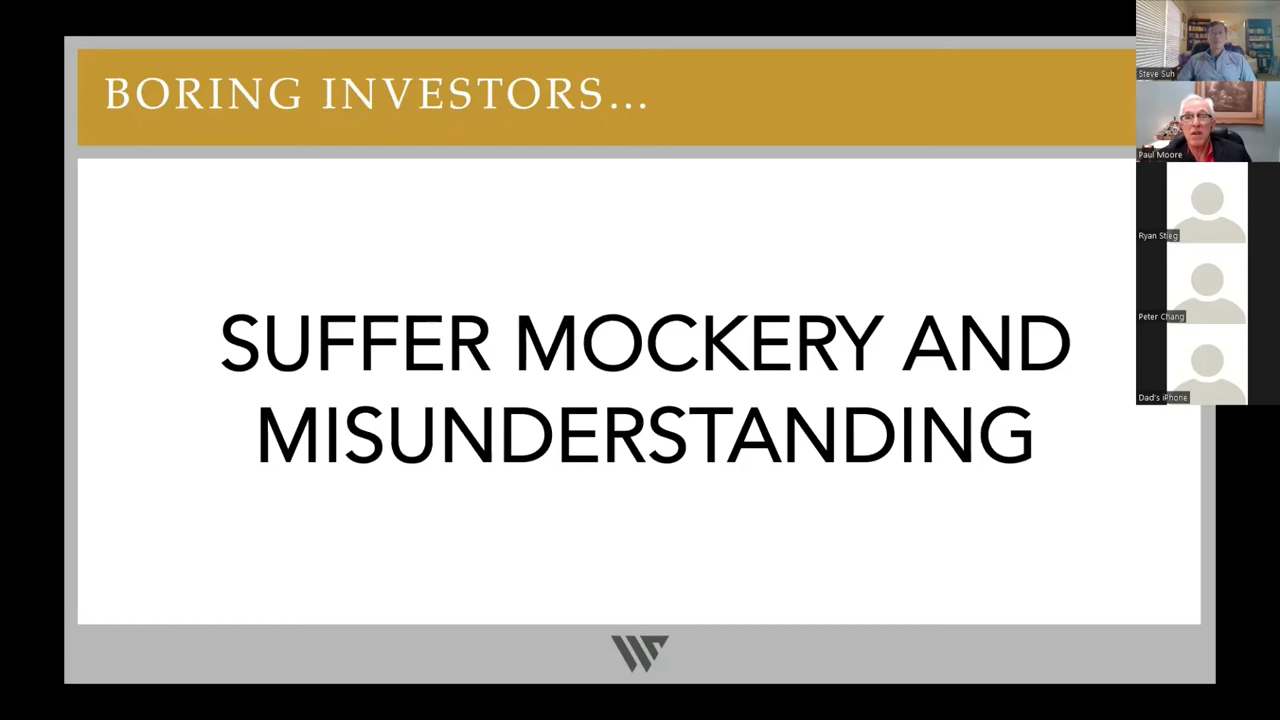 BORING INVESTORS...
SUFFER MOCKERY AND
MISUNDERSTANDING
Steve Suh
Paul Moore
Ryan Stieg
Peter Chang
Dad's iPhone